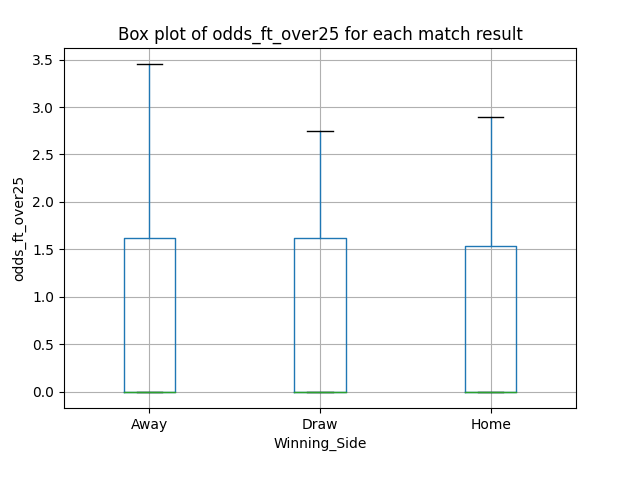 Box plot of odds_ft_over25 for each match result
3.5
3.0
2.5
2.0
1.5
1.0
0.5
0.0
odds_ft_over25
Away Draw Home
Winning_Side